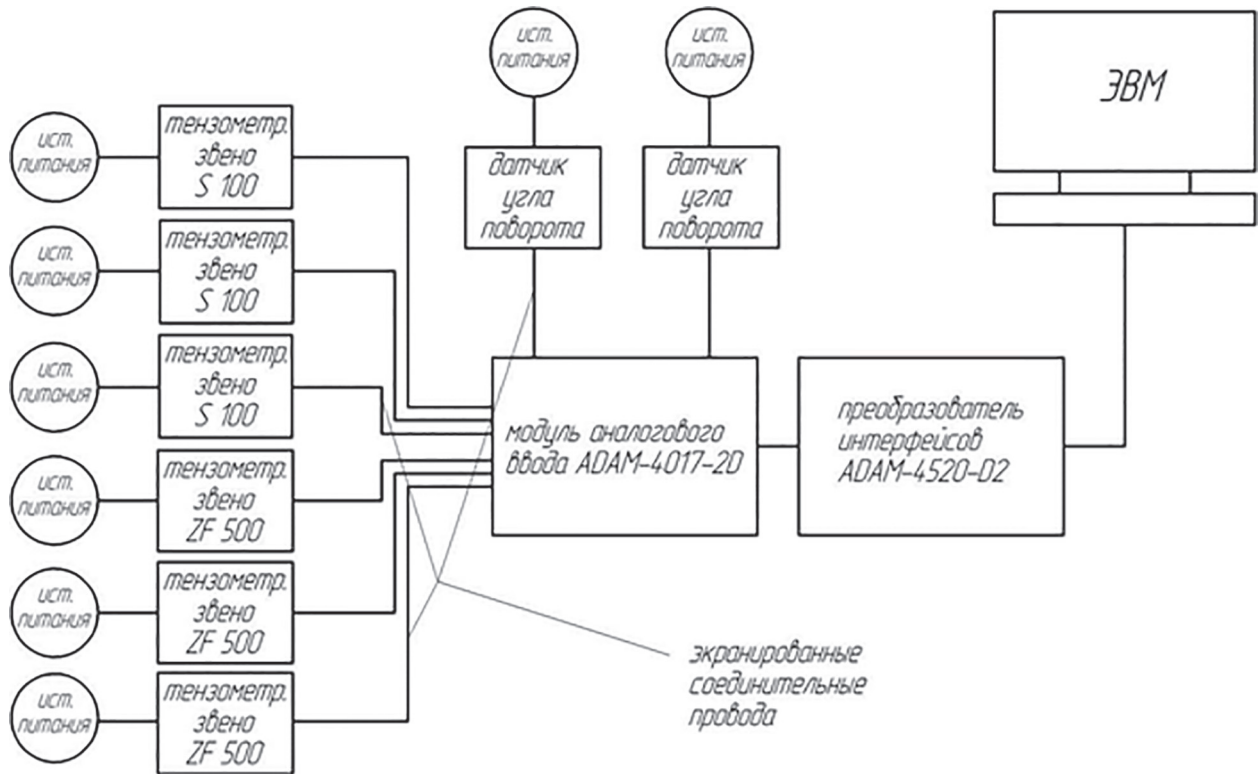 ист.
питания
ист.
питания
ЭВМ
ист.
питания
тензометр.
звено
S 100
датчик
угла
поворота
датчик
угла
поворота
ист.
питания
тензометр.
звено
S 100
ист.
питания
тензометр.
звено
S 100
модуль аналогового
ввода ADAM-4017-2D
преобразователь
интерфейсов
ADAM-4520-D2
ист.
питания
тензометр.
звено
ZF 500
ист.
питания
тензометр.
звено
ZF 500
ист.
питания
тензометр.
звено
ZF 500
экранированные
соединительные
провода